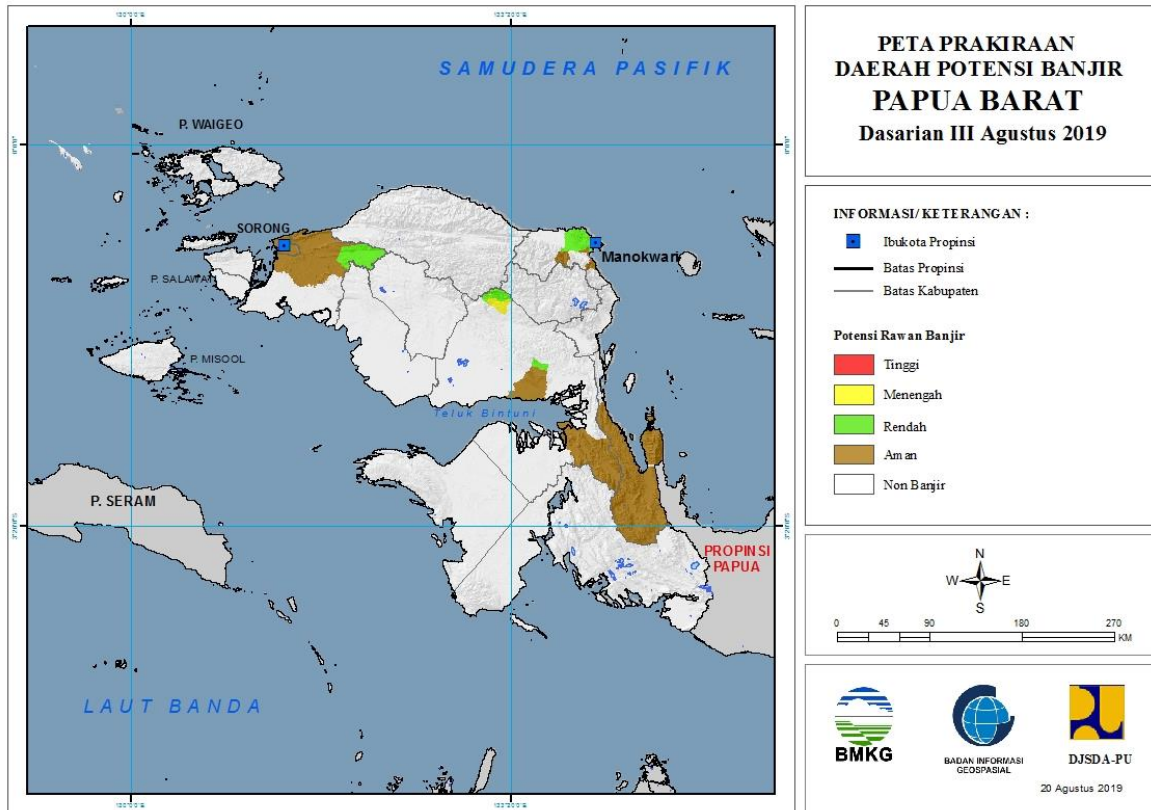 PETA PRAKIRAAN
DAERAH POTENSI BANJIR
PAPUA BARAT
Dasarian III Agustus 2019
SAMUDERA PASIFIK
P. WAIGEO
SORONG
Manokwari
P. SALAWATI
P. MISOOL
Teluk Bintuni
P. SERAM
PROPINSI
PAPUA
LAUT BANDA
INFORMASI/ KETERANGAN :
Ibukota Propinsi
Batas Propinsi
Batas Kabupaten
Potensi Rawan Banjir
Tinggi
Menengah
Rendah
Aman
Non Banjir
N
W E
S
0 45 90 180 270
KM
BMKG
BADAN INFORMASI
GEOSPASIAL
DJSDA-PU
20 Agustus 2019